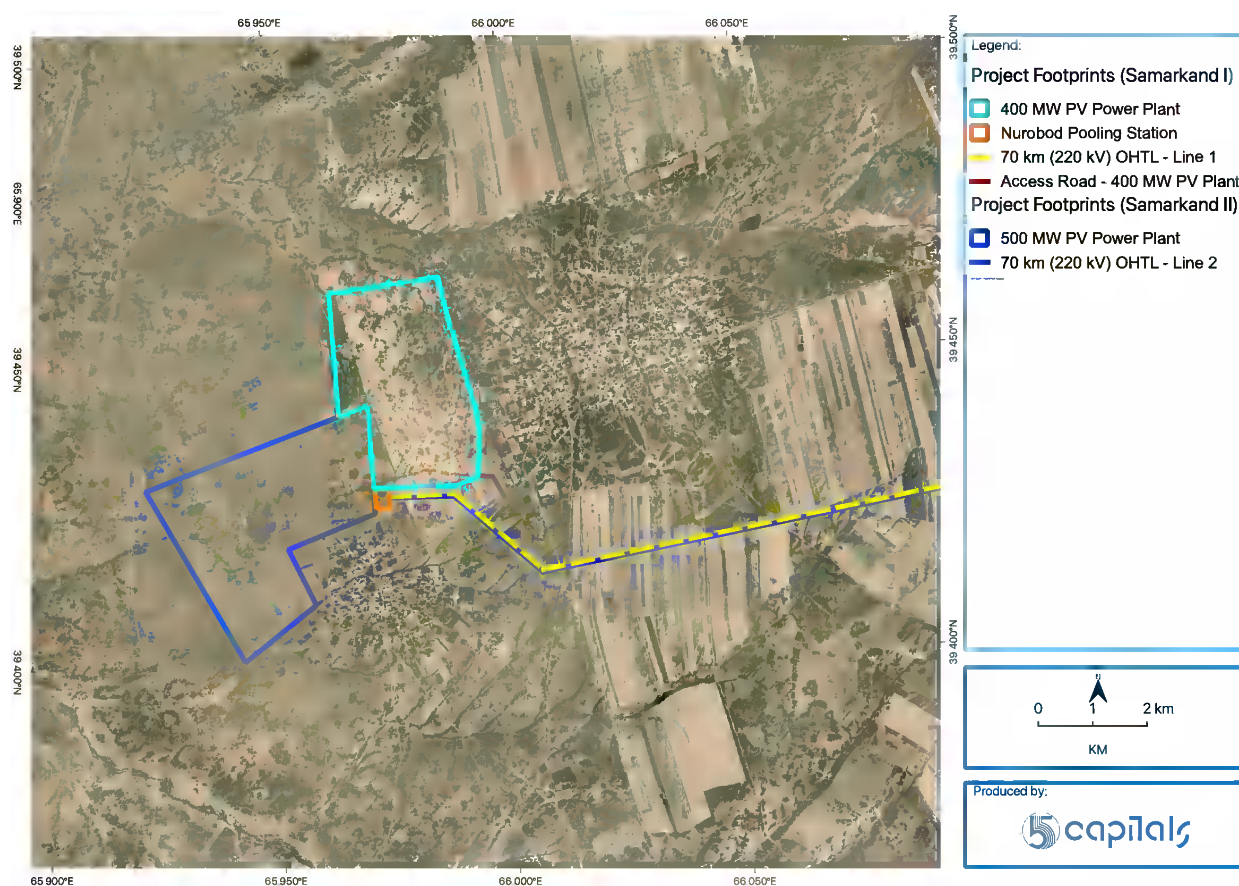 65.950°E 66.000°E 66.050°E
39.500°N
39.500°N
65.900°E
39.450°N
39.450°N
39.400°N
39.400°N
65.900°E 65.950°E 66.000°E 66.050°E
Legend:
Project Footprints (Samarkand I)
400 MW PV Power Plant
Nurobod Pooling Station
70 km (220 kV) OHTL - Line 1
Access Road - 400 MW PV Plant
Project Footprints (Samarkand II)
500 MW PV Power Plant
70 km (220 kV) OHTL - Line 2
N
0 1 2 km
KM
Produced by:
5 capitals